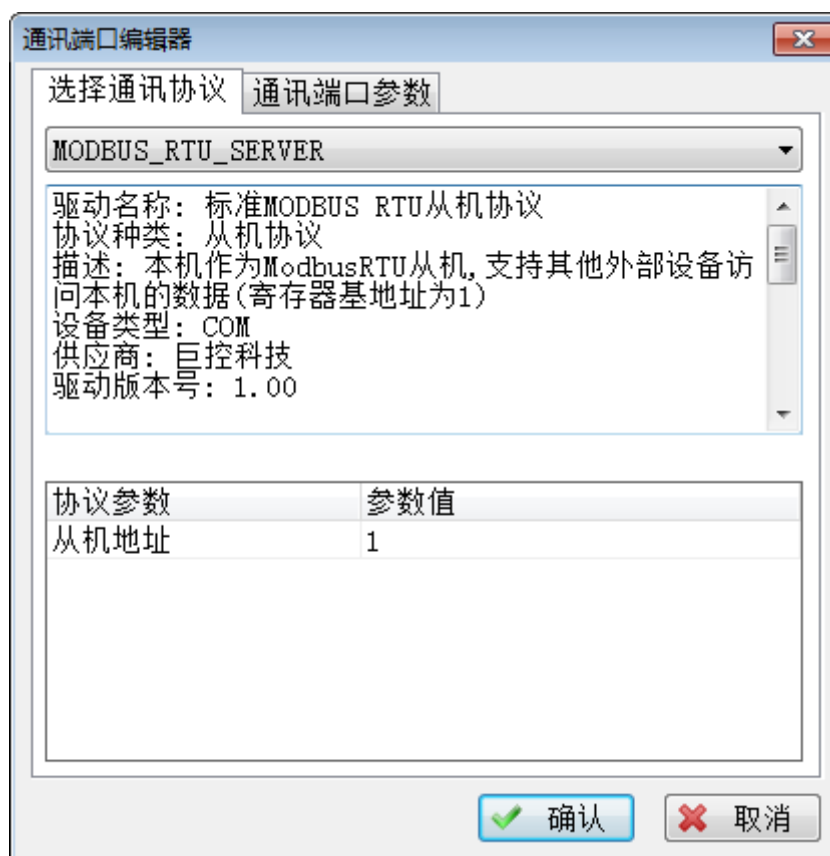 通讯端口编辑器
选择通讯协议 通讯端口参数
MODBUS_RTU_SERVER
驱动名称: 标准MODBUS RTU从机协议
协议种类: 从机协议
描述: 本机作为ModbusRTU从机,支持其他外部设备访
问本机的数据(寄存器基地址为1)
设备类型: COM
供应商: 巨控科技
驱动版本号: 1.00
协议参数 参数值
从机地址 1
确认 取消